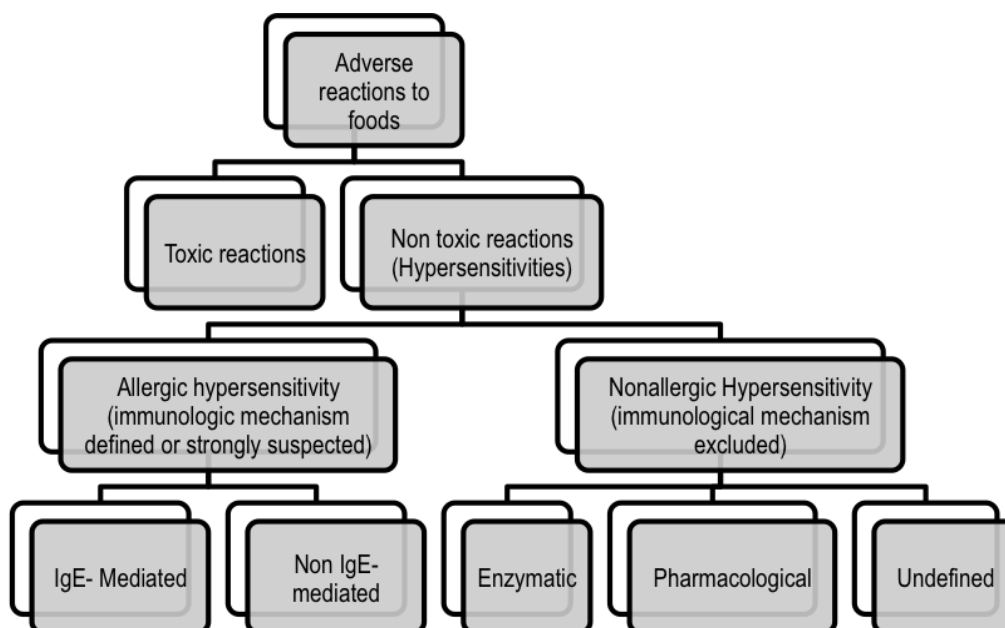 Adverse
reactions to
foods
Toxic reactions
Non toxic reactions
(Hypersensitivities)
Allergic hypersensitivity
(immunologic mechanism
defined or strongly suspected)
Nonallergic Hypersensitivity
(immunological mechanism
excluded)
IgE- Mediated
Non IgE-
mediated
Enzymatic
Pharmacological
Undefined